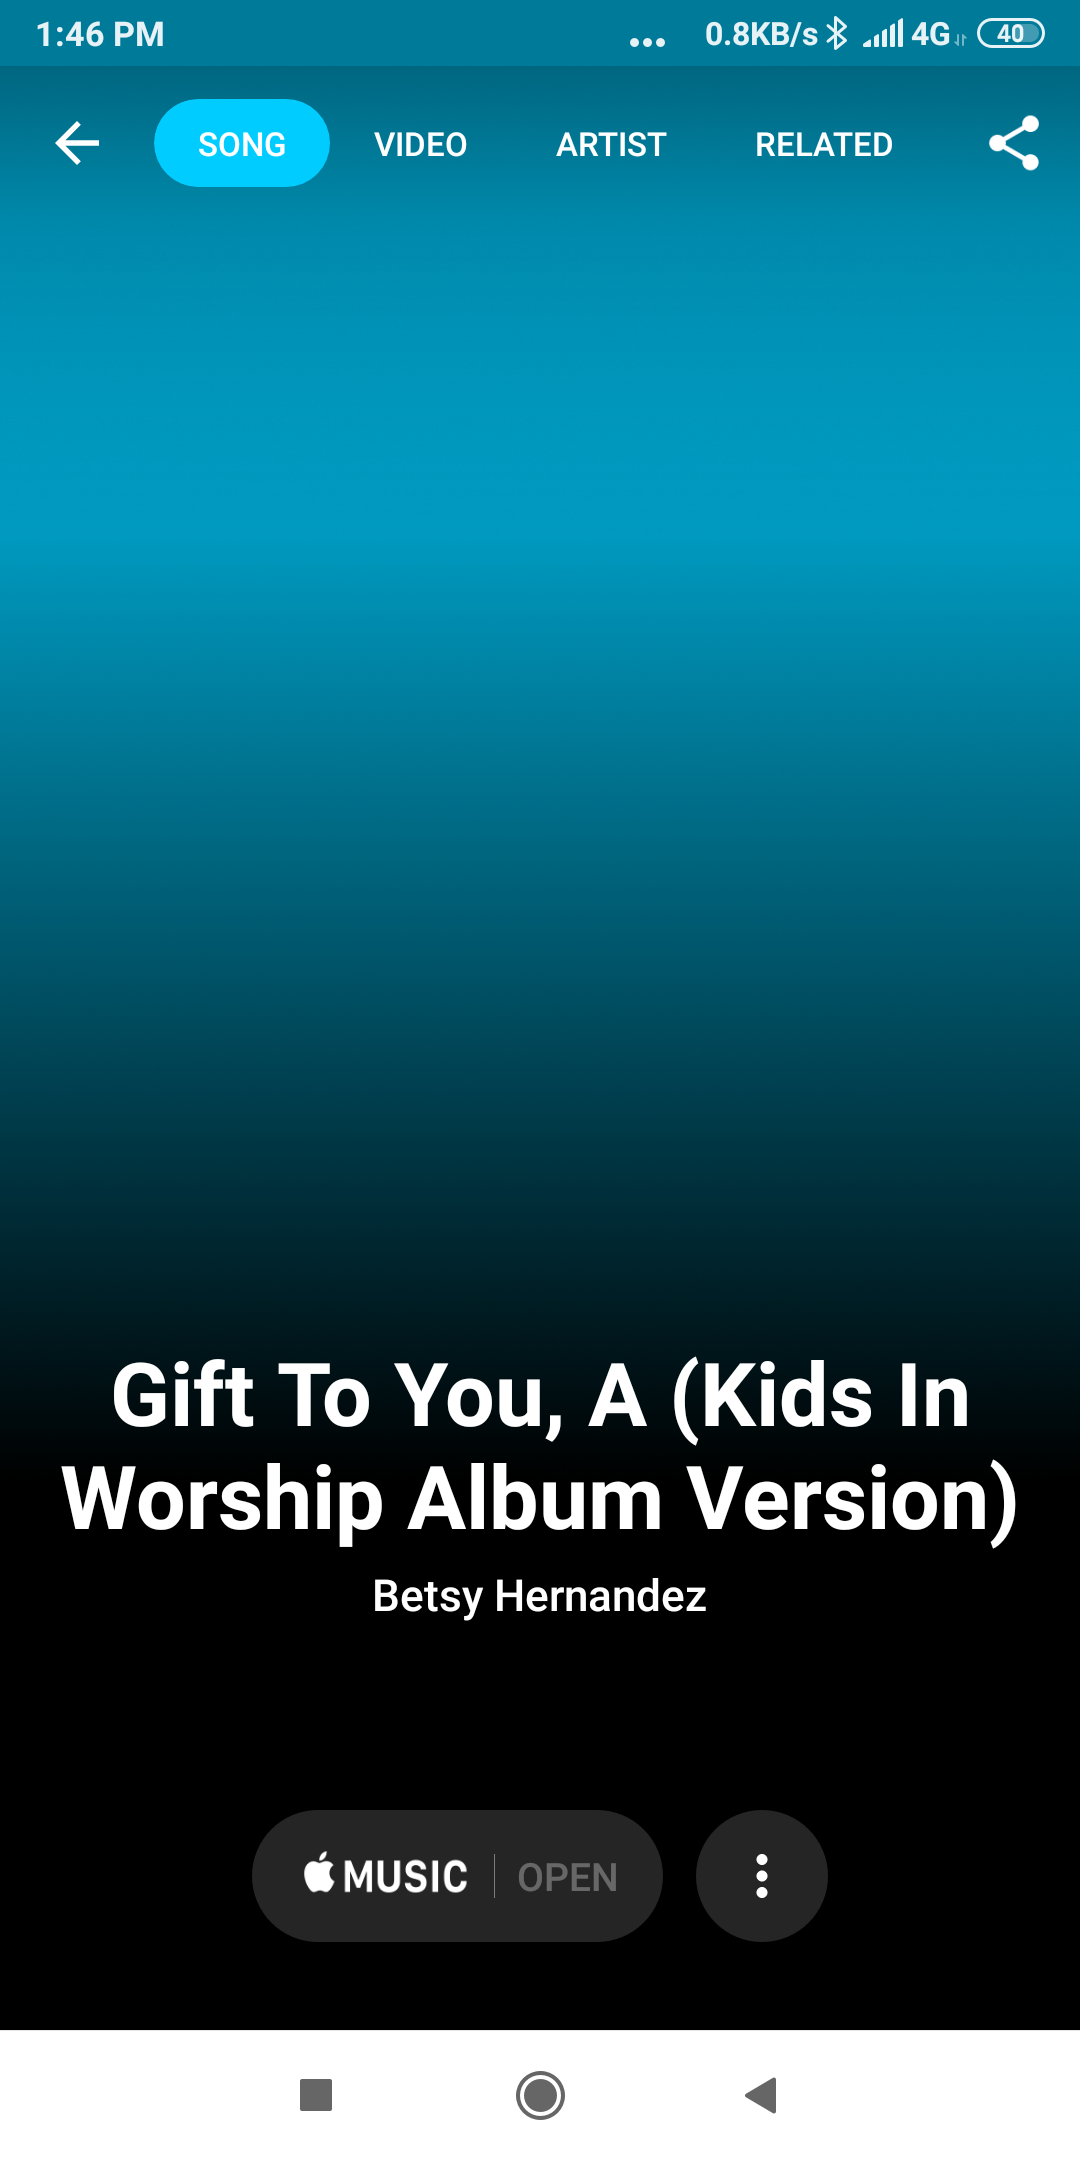 1:46 PM ... 0.8KB/s 4G 40
SONG VIDEO ARTIST RELATED
Gift To You, A (Kids In
Worship Album Version)
Betsy Hernandez
MUSIC OPEN